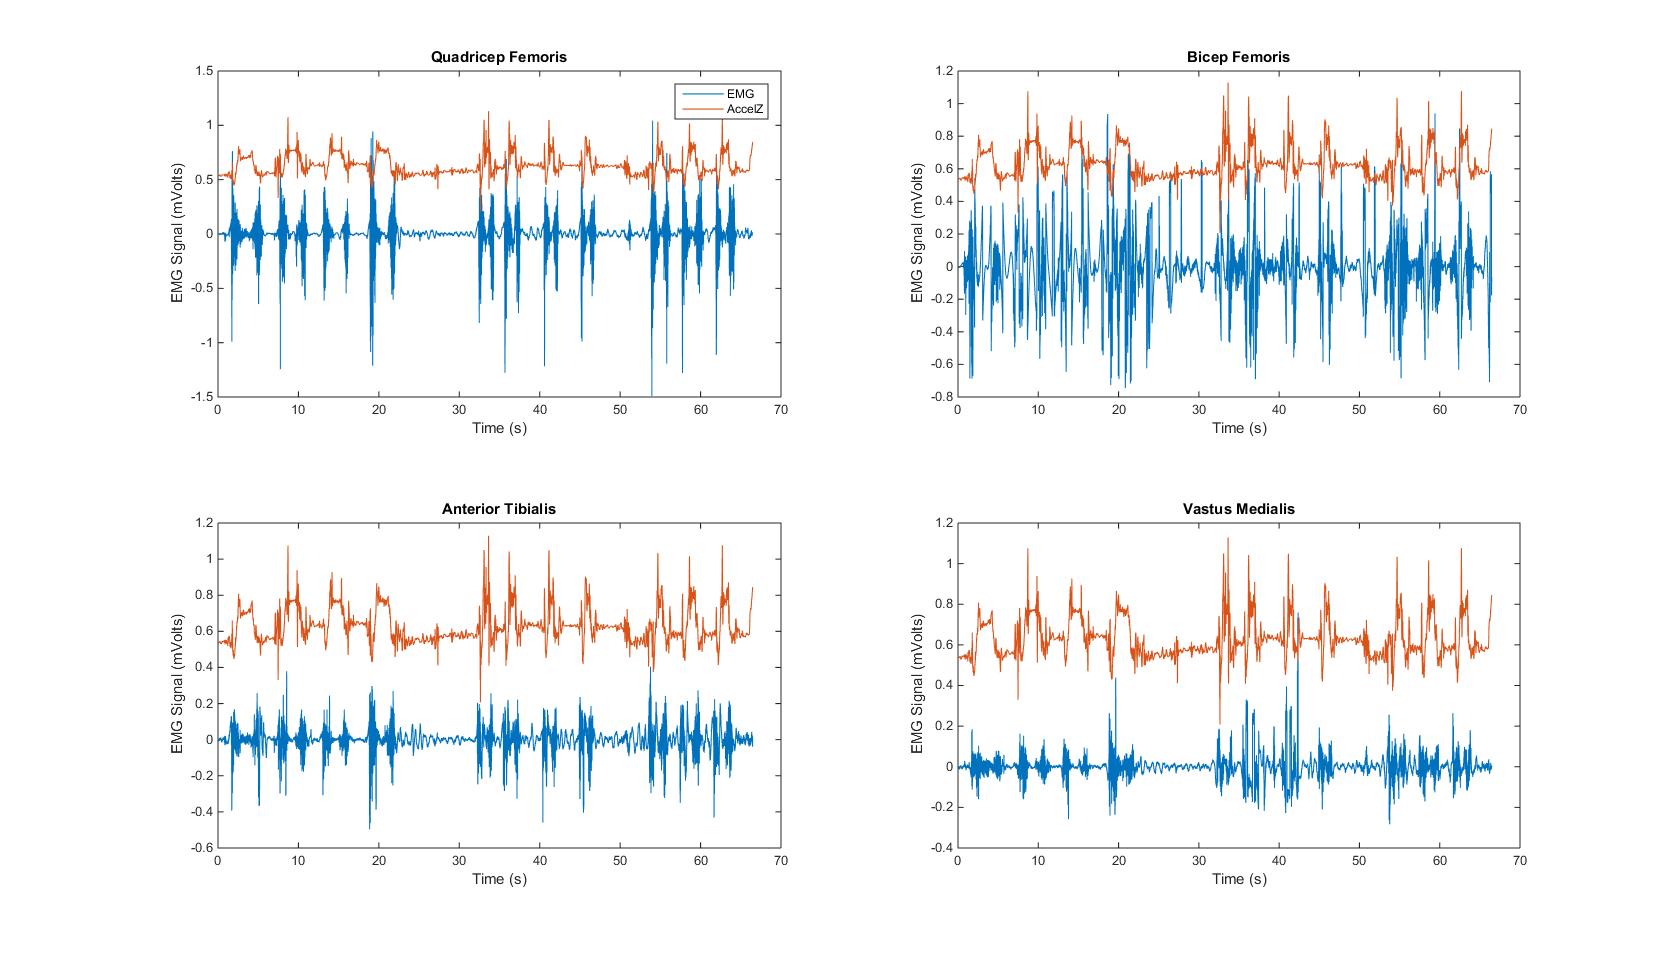 Quadricep Femoris
1.5
1
0.5
0
-0.5
-1
-1.5
EMG Signal (mVolts)
EMG
AccelZ
0 10 20 30 40 50 60 70
Time (s)
Bicep Femoris
1.2
1
0.8
0.6
0.4
0.2
0
-0.2
-0.4
-0.6
-0.8
EMG Signal (mVolts)
0 10 20 30 40 50 60 70
Time (s)
Anterior Tibialis
1.2
1
0.8
0.6
0.4
0.2
0
-0.2
-0.4
-0.6
EMG Signal (mVolts)
0 10 20 30 40 50 60 70
Time (s)
Vastus Medialis
1.2
1
0.8
0.6
0.4
0.2
0
-0.2
-0.4
EMG Signal (mVolts)
0 10 20 30 40 50 60 70
Time (s)